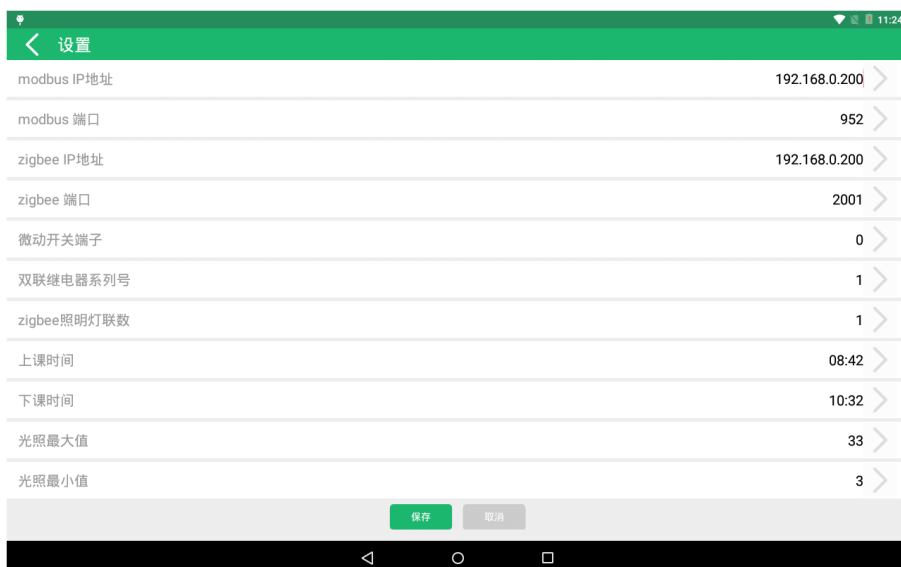 11:24
设置
modbus IP地址 192.168.0.200
modbus 端口 952
zigbee IP地址 192.168.0.200
zigbee 端口 2001
微动开关端子 0
双联继电器系列号 1
zigbee照明灯联数 1
上课时间 08:42
下课时间 10:32
光照最大值 33
光照最小值 3
保存 取消